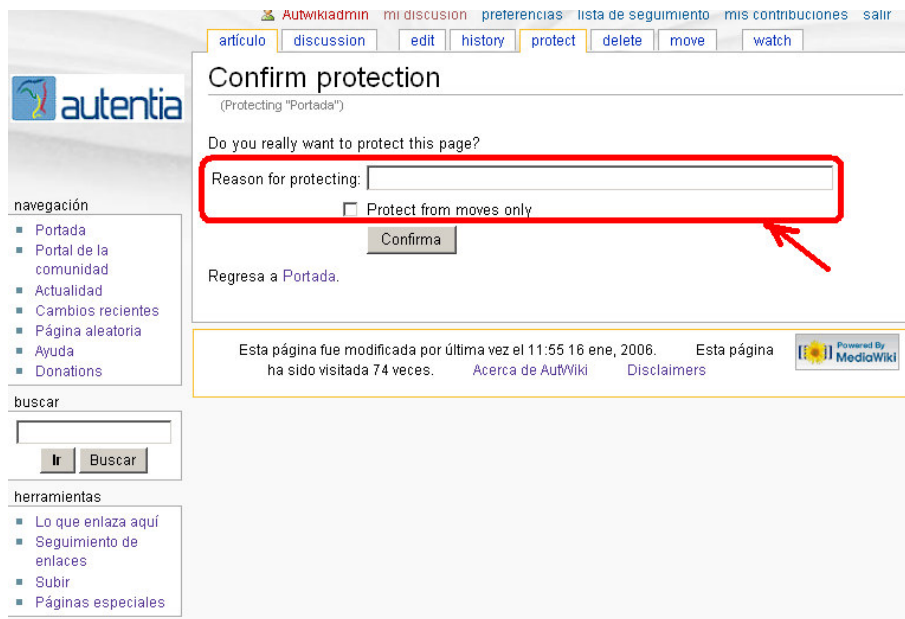 Autwikiadmin mi discusión preferencias lista de seguimiento mis contribuciones salir
artículo discussion edit history protect delete move watch
autentia
Confirm protection
(Protecting "Portada")
Do you really want to protect this page?
Reason for protecting:
Protect from moves only
Confirma
Regresa a Portada.
navegación
Portada
Portal de la
comunidad
Actualidad
Cambios recientes
Página aleatoria
Ayuda
Donations
Esta página fue modificada por última vez el 11:55 16 ene, 2006. Esta página
ha sido visitada 74 veces. Acerca de AutWiki Disclaimers
Powered By
MediaWiki
buscar
Ir Buscar
herramientas
Lo que enlaza aquí
Seguimiento de
enlaces
Subir
Páginas especiales